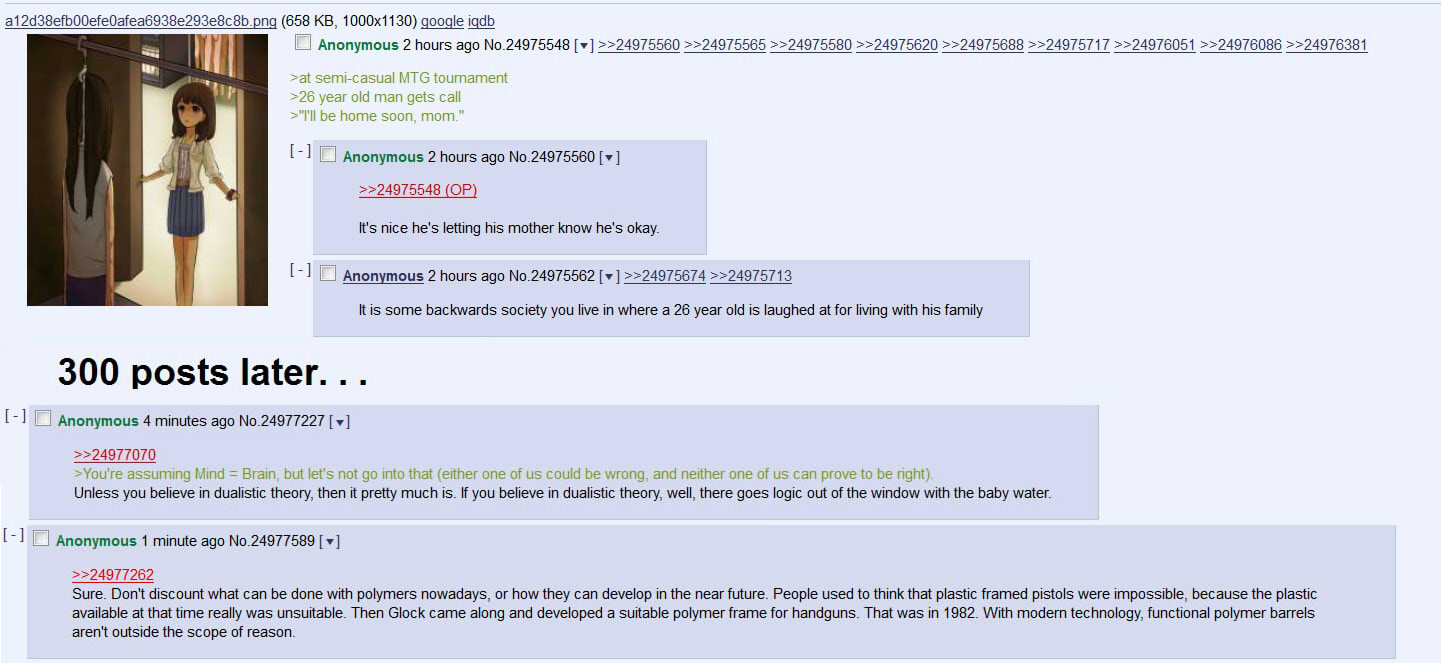 a12d38efb00efe0afea6938e293e8c8b.png (658 KB, 1000x1130) google iqdb
Anonymous 2 hours ago No.24975548 [▼] >>24975560 >>24975565 >>24975580 >>24975620 >>24975688 >>24975717 >>24976051 >>24976086 >>24976381
>at semi-casual MTG tournament
>26 year old man gets call
>"I'll be home soon, mom."
[ - ] Anonymous 2 hours ago No.24975560 [▼]
>>24975548 (OP)
It's nice he's letting his mother know he's okay.
[ - ] Anonymous 2 hours ago No.24975562 [▼] >>24975674 >>24975713
It is some backwards society you live in where a 26 year old is laughed at for living with his family
300 posts later. . .
[ - ] Anonymous 4 minutes ago No.24977227 [▼]
>>24977070
>You're assuming Mind = Brain, but let's not go into that (either one of us could be wrong, and neither one of us can prove to be right).
Unless you believe in dualistic theory, then it pretty much is. If you believe in dualistic theory, well, there goes logic out of the window with the baby water.
[ - ] Anonymous 1 minute ago No.24977589 [▼]
>>24977262
Sure. Don't discount what can be done with polymers nowadays, or how they can develop in the near future. People used to think that plastic framed pistols were impossible, because the plastic
available at that time really was unsuitable. Then Glock came along and developed a suitable polymer frame for handguns. That was in 1982. With modern technology, functional polymer barrels
aren't outside the scope of reason.